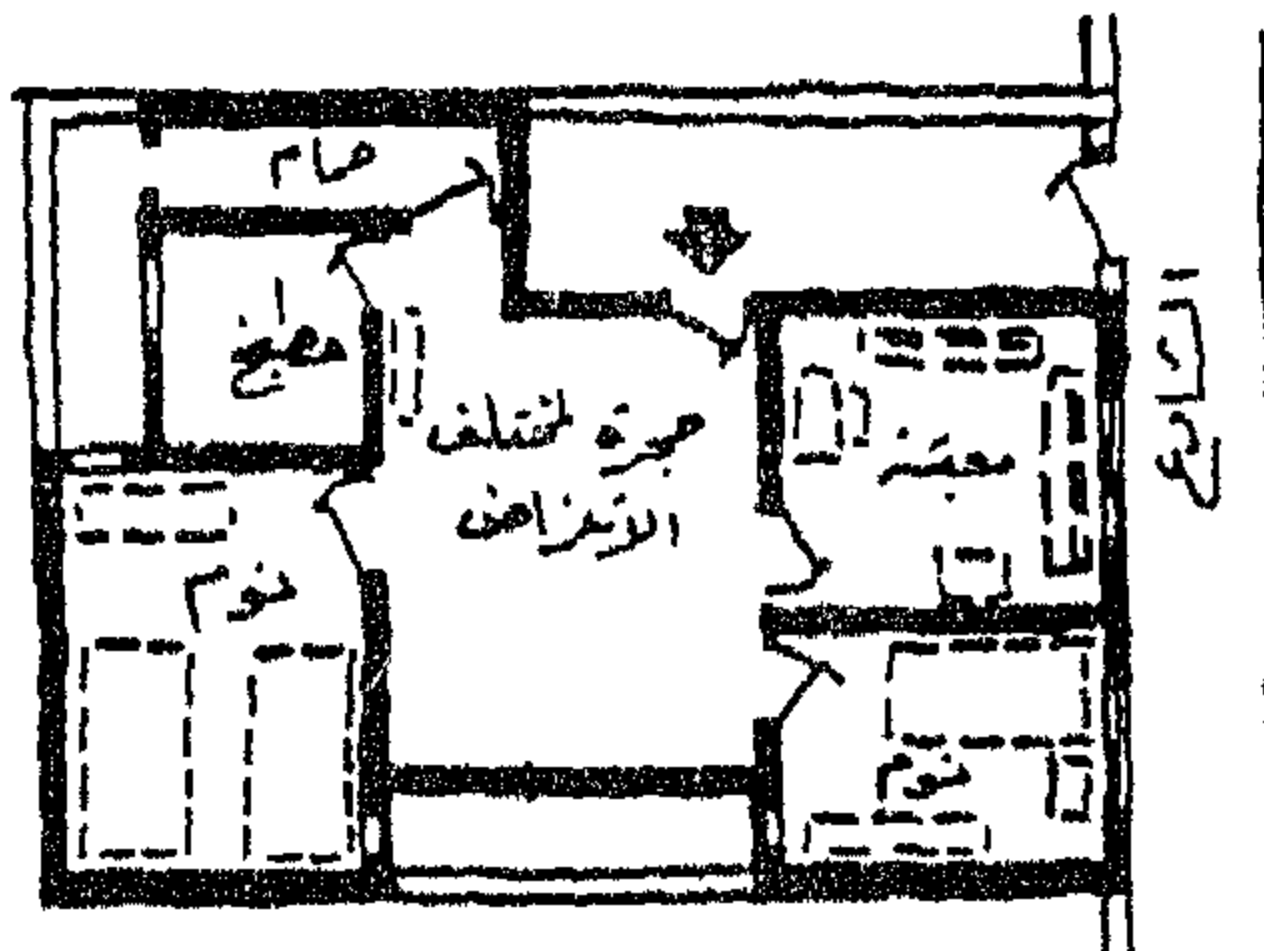 حمام
مطبخ
حجرة لمختلف
الأغراض
معيشة
الشارع
نوم
نوم